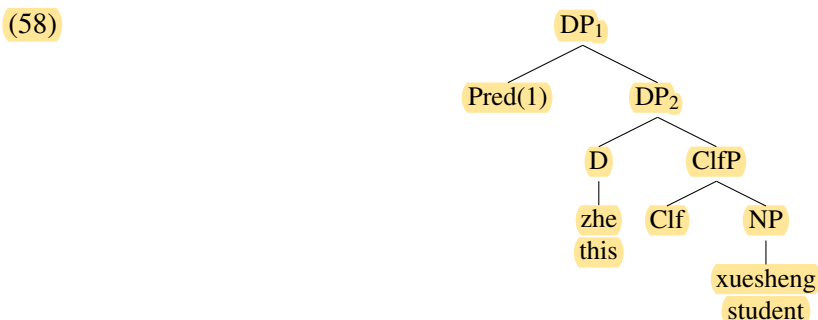 (58) DP₁
Pred(1) DP₂
D ClfP
zhe Clf NP
this
xuesheng
student